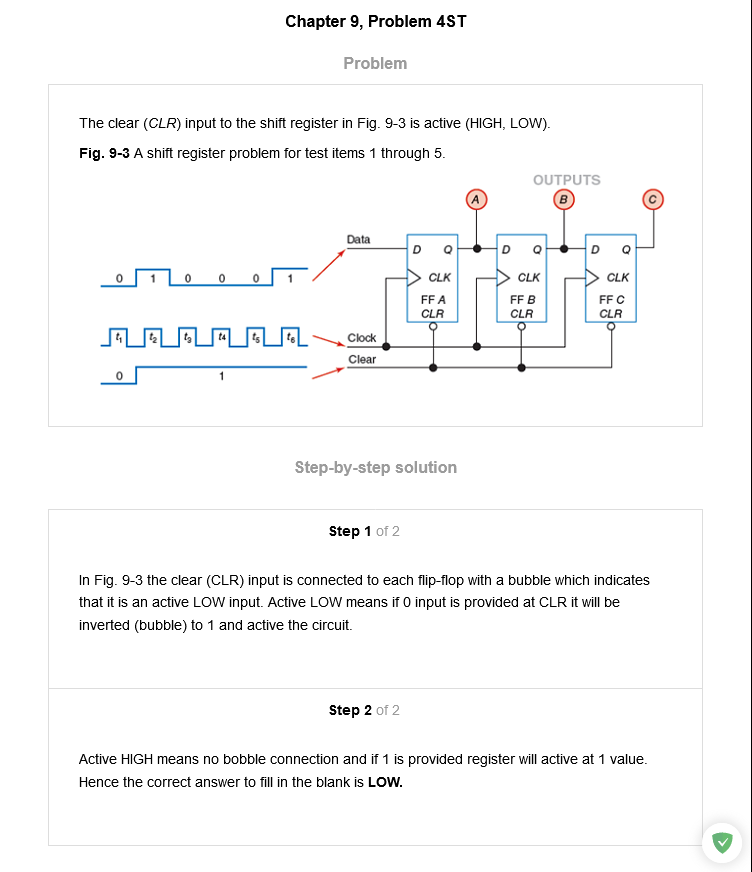 Chapter 9, Problem 4ST
Problem
The clear (CLR) input to the shift register in Fig. 9-3 is active (HIGH, LOW).
Fig. 9-3 A shift register problem for test items 1 through 5.
OUTPUTS
A B C
Data
D Q D Q D Q
0 1 0 0 0 1
CLK CLK CLK
FF A FF B FF C
CLR CLR CLR
t1 t2 t3 t4 t5 t6
Clock
Clear
0 1
Step-by-step solution
Step 1 of 2
In Fig. 9-3 the clear (CLR) input is connected to each flip-flop with a bubble which indicates
that it is an active LOW input. Active LOW means if 0 input is provided at CLR it will be
inverted (bubble) to 1 and active the circuit.
Step 2 of 2
Active HIGH means no bobble connection and if 1 is provided register will active at 1 value.
Hence the correct answer to fill in the blank is LOW.